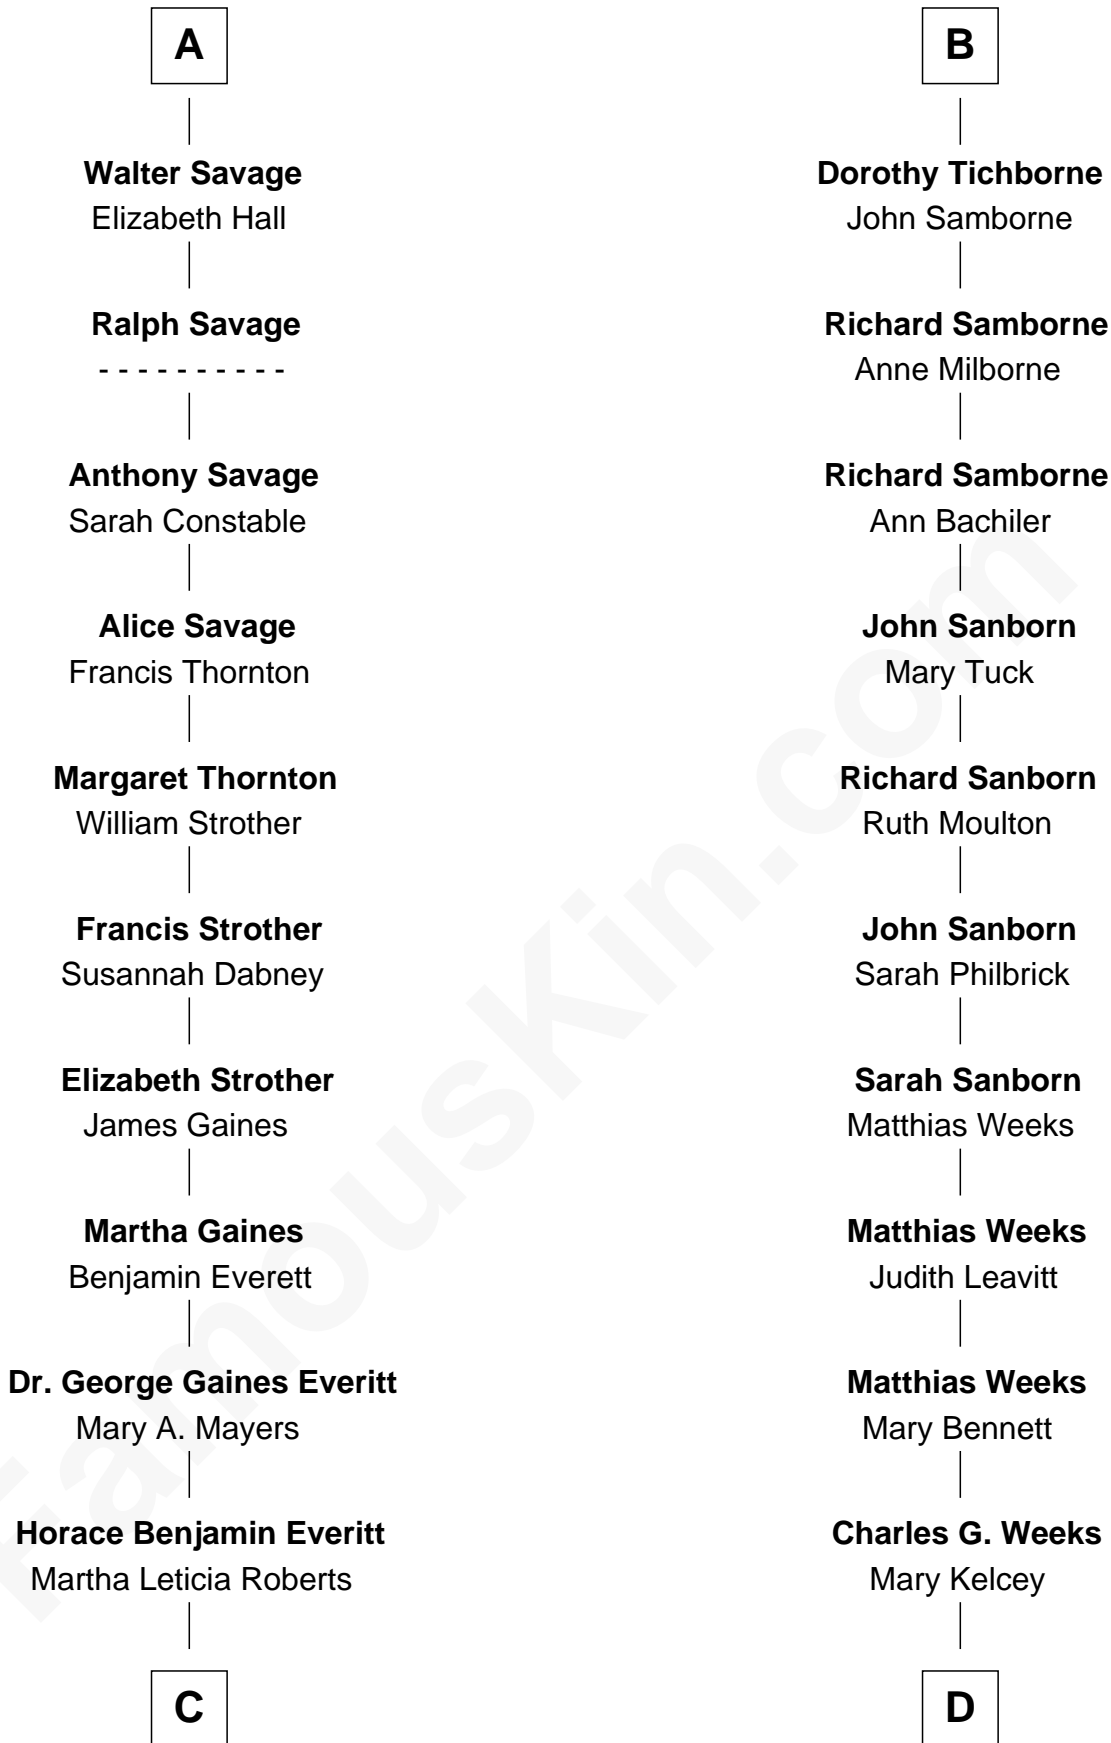 A
Walter Savage
Elizabeth Hall
Ralph Savage
- - - - - - - - - -
Anthony Savage
Sarah Constable
Alice Savage
Francis Thornton
Margaret Thornton
William Strother
Francis Strother
Susannah Dabney
Elizabeth Strother
James Gaines
Martha Gaines
Benjamin Everett
Dr. George Gaines Everitt
Mary A. Mayers
Horace Benjamin Everitt
Martha Leticia Roberts
C
B
Dorothy Tichborne
John Samborne
Richard Samborne
Anne Milborne
Richard Samborne
Ann Bachiler
John Sanborn
Mary Tuck
Richard Sanborn
Ruth Moulton
John Sanborn
Sarah Philbrick
Sarah Sanborn
Matthias Weeks
Matthias Weeks
Judith Leavitt
Matthias Weeks
Mary Bennett
Charles G. Weeks
Mary Kelcey
D
FamousKin.com